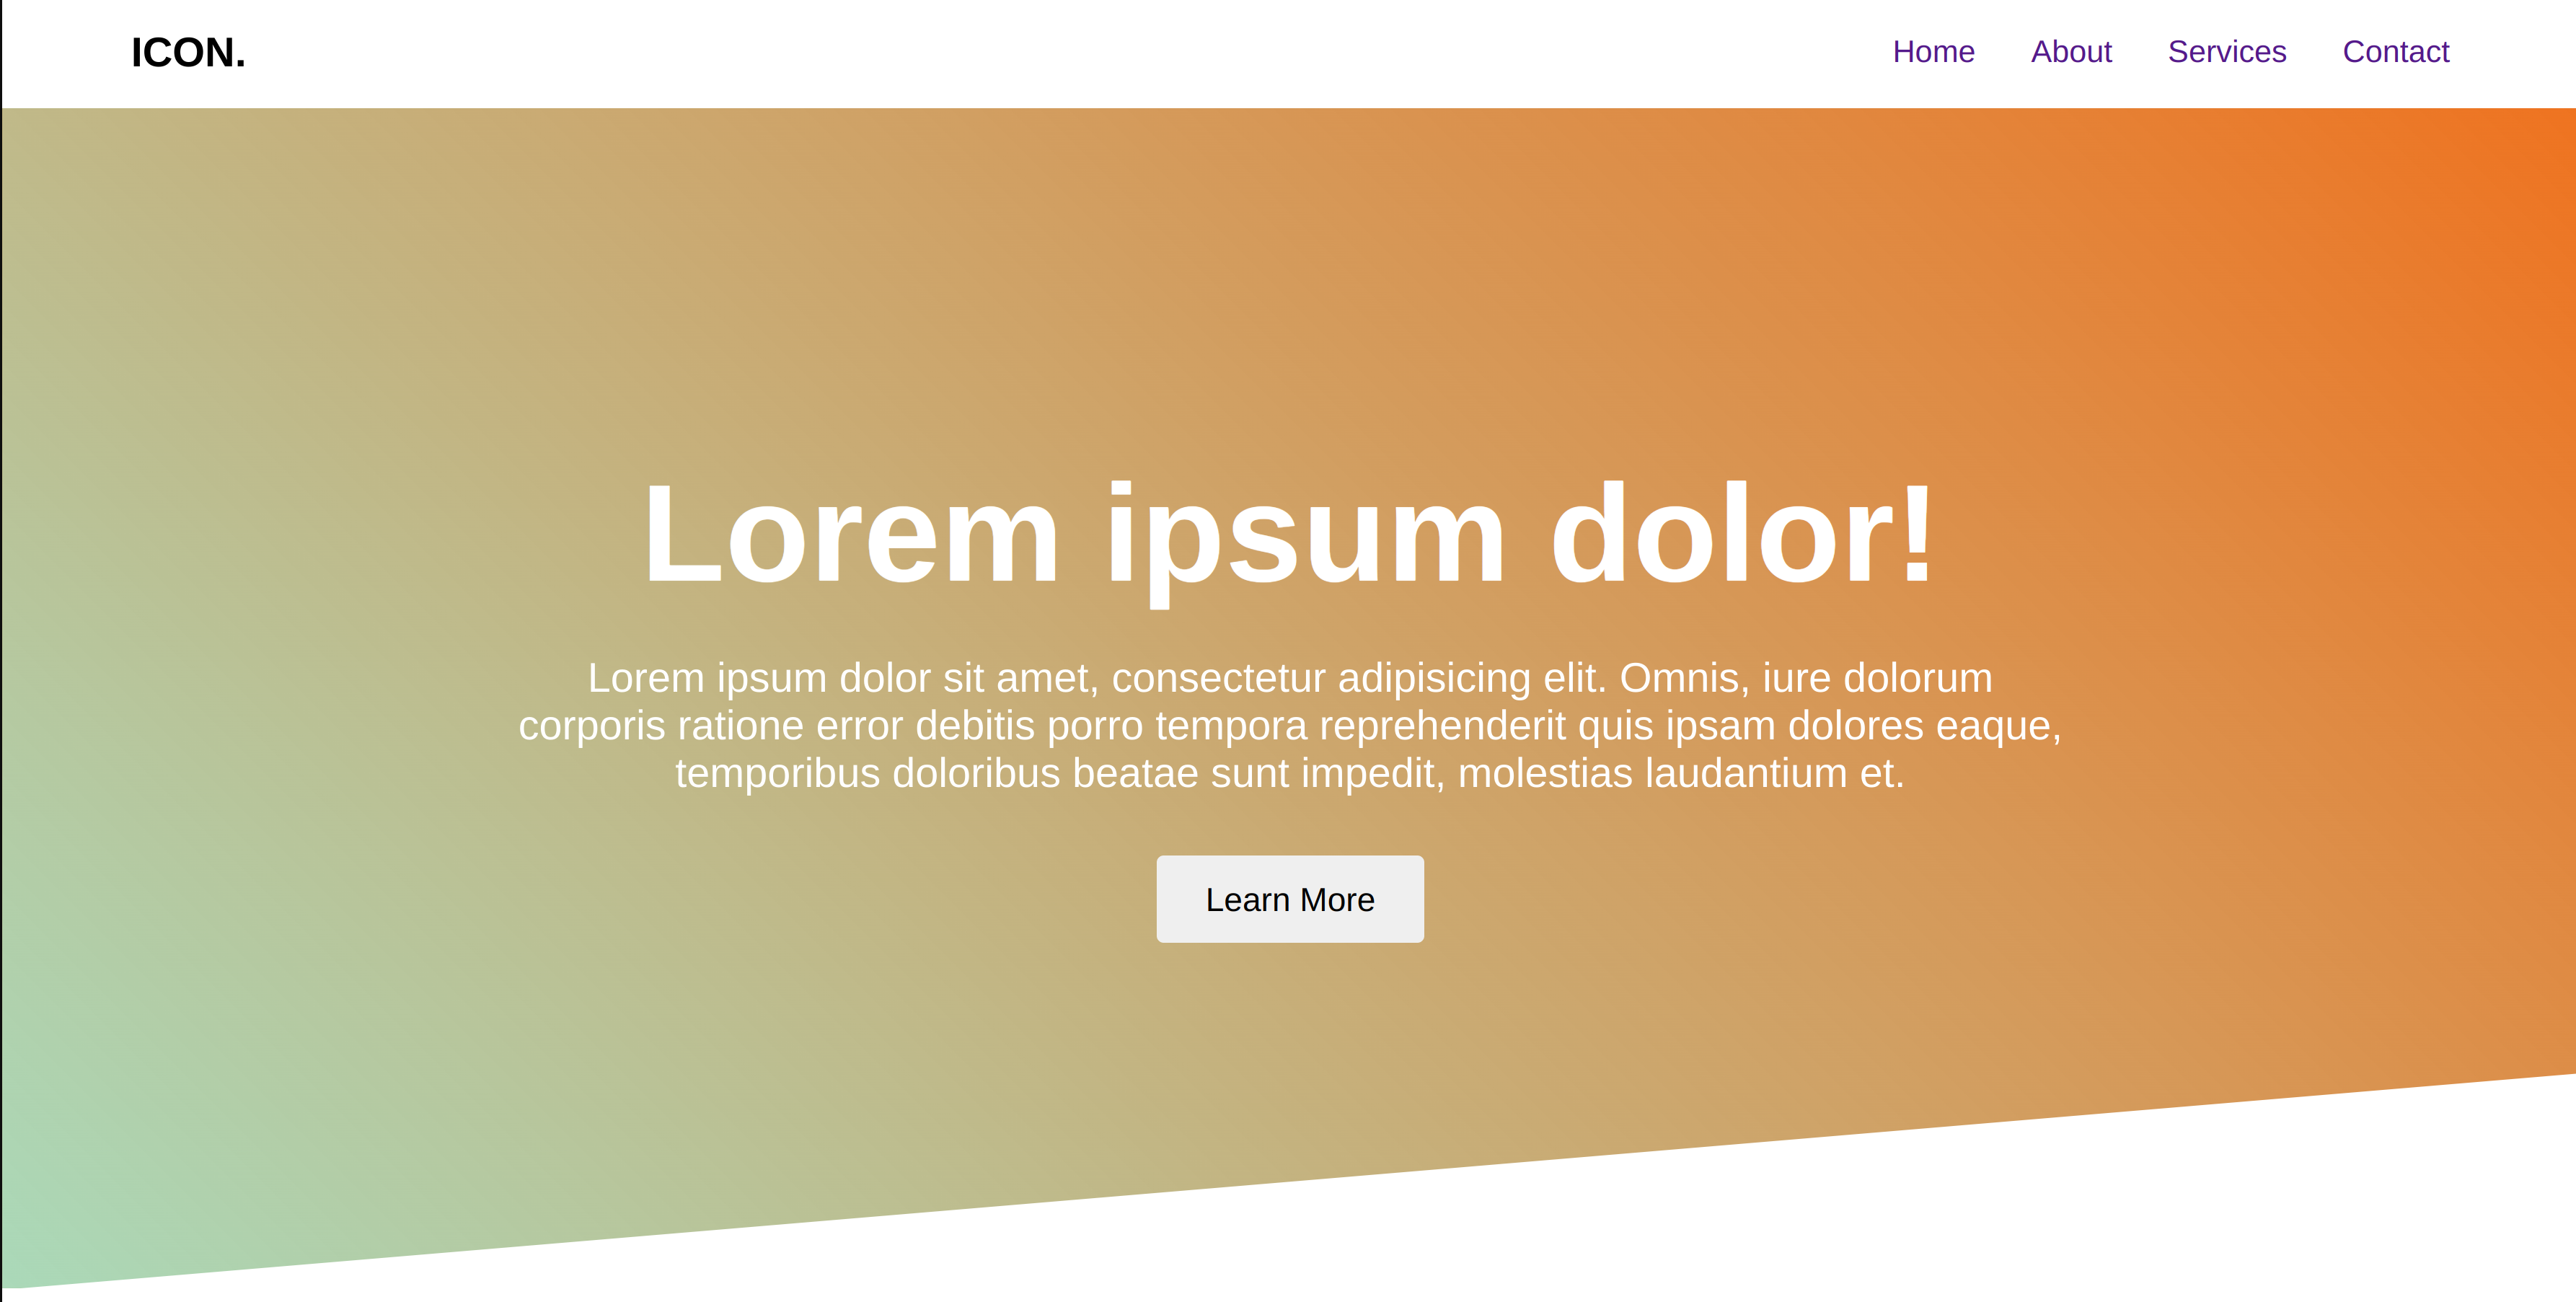 ICON.
Home About Services Contact
Lorem ipsum dolor!
Lorem ipsum dolor sit amet, consectetur adipisicing elit. Omnis, iure dolorum
corporis ratione error debitis porro tempora reprehenderit quis ipsam dolores eaque,
temporibus doloribus beatae sunt impedit, molestias laudantium et.
Learn More